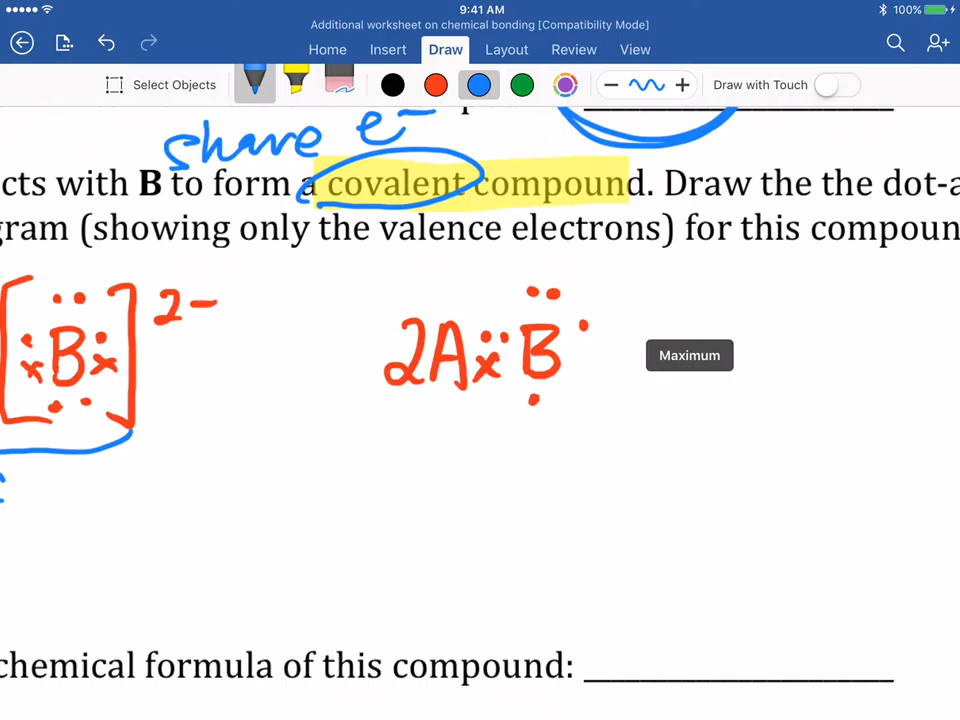 9:41 AM
100%
Additional worksheet on chemical bonding [Compatibility Mode]
Home Insert Draw Layout Review View
Select Objects
Draw with Touch
share e⁻
cts with B to form a covalent compound. Draw the the dot-a
gram (showing only the valence electrons) for this compoun
[B] 2−
2A x B
Maximum
chemical formula of this compound: ____________________